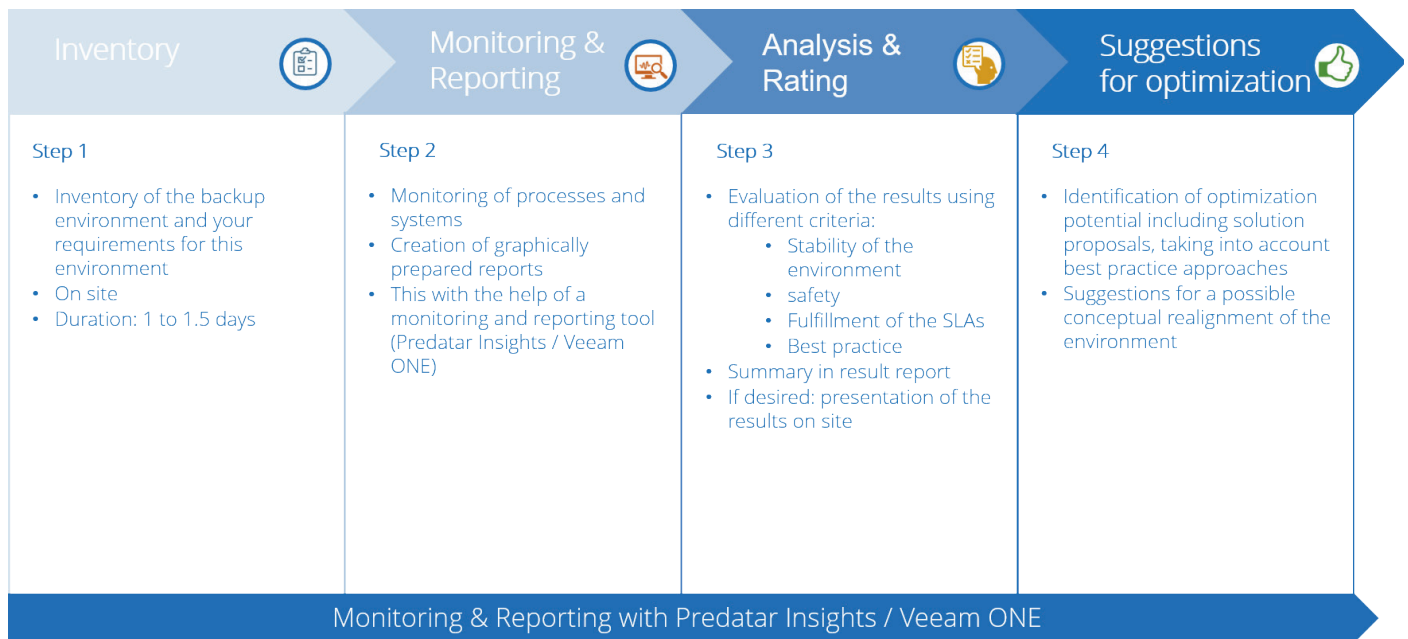 Inventory
Monitoring &
Reporting
Analysis &
Rating
Suggestions
for optimization
Step 1
• Inventory of the backup
environment and your
requirements for this
environment
• On site
• Duration: 1 to 1.5 days
Step 2
• Monitoring of processes and
systems
• Creation of graphically
prepared reports
• This with the help of a
monitoring and reporting tool
(Predatar Insights / Veeam
ONE)
Step 3
• Evaluation of the results using
different criteria:
• Stability of the
environment
• safety
• Fulfillment of the SLAs
• Best practice
• Summary in result report
• If desired: presentation of the
results on site
Step 4
• Identification of optimization
potential including solution
proposals, taking into account
best practice approaches
• Suggestions for a possible
conceptual realignment of the
environment
Monitoring & Reporting with Predatar Insights / Veeam ONE